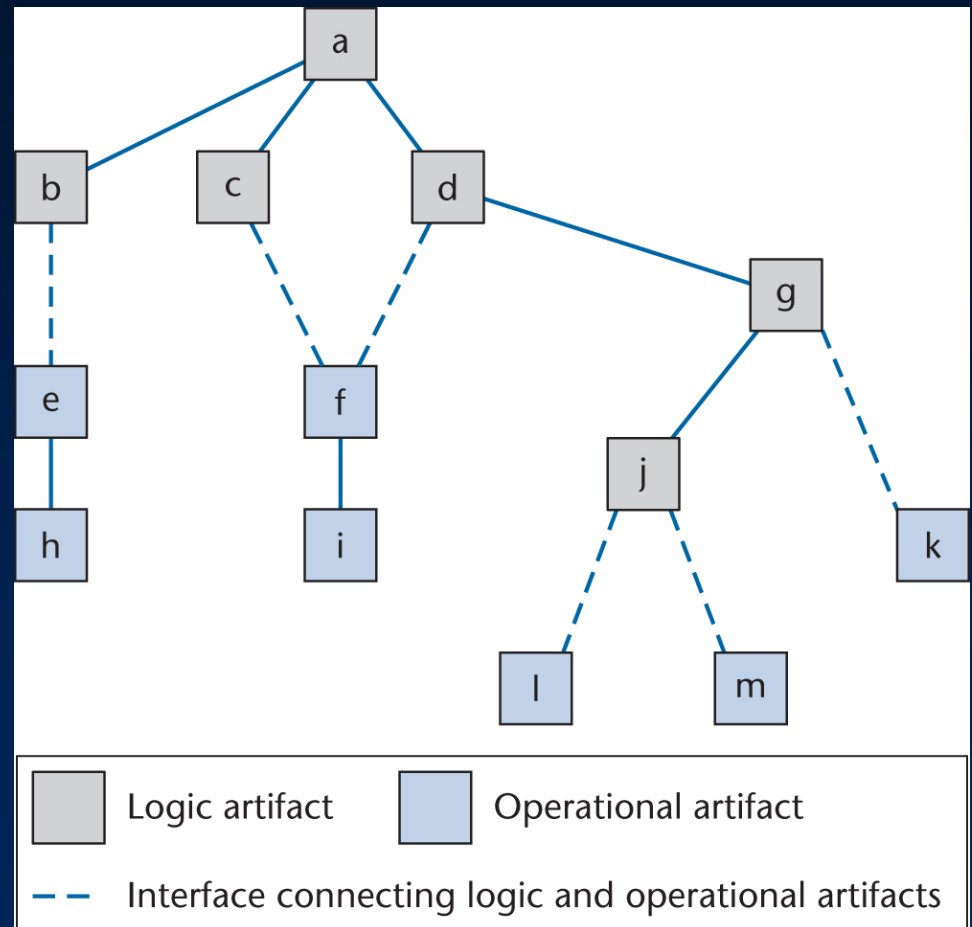 a
b
c
d
g
e
f
j
h
i
k
l
m
Logic artifact
Operational artifact
Interface connecting logic and operational artifacts